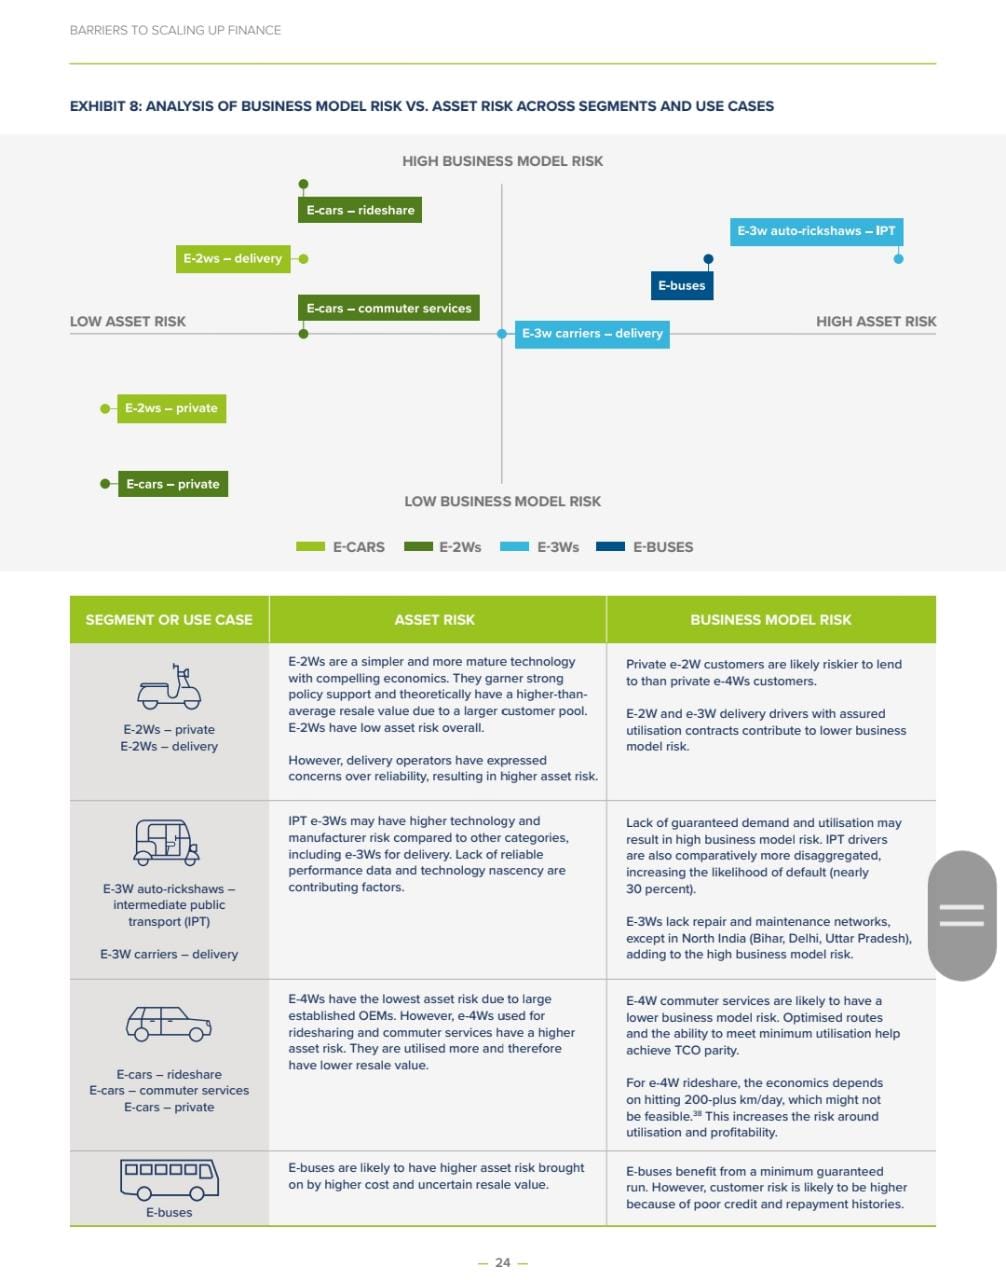 BARRIERS TO SCALING UP FINANCE
EXHIBIT 8: ANALYSIS OF BUSINESS MODEL RISK VS. ASSET RISK ACROSS SEGMENTS AND USE CASES
HIGH BUSINESS MODEL RISK
E-cars – rideshare
E-3w auto-rickshaws – IPT
E-2ws – delivery
E-buses
E-cars – commuter services
LOW ASSET RISK
HIGH ASSET RISK
E-3w carriers – delivery
E-2ws – private
E-cars – private
LOW BUSINESS MODEL RISK
E-CARS
E-2Ws
E-3Ws
E-BUSES
SEGMENT OR USE CASE
ASSET RISK
BUSINESS MODEL RISK
E-2Ws – private
E-2Ws – delivery
E-2Ws are a simpler and more mature technology
with compelling economics. They garner strong
policy support and theoretically have a higher-than-
average resale value due to a larger customer pool.
E-2Ws have low asset risk overall.
However, delivery operators have expressed
concerns over reliability, resulting in higher asset risk.
Private e-2W customers are likely riskier to lend
to than private e-4Ws customers.
E-2W and e-3W delivery drivers with assured
utilisation contracts contribute to lower business
model risk.
E-3W auto-rickshaws –
intermediate public
transport (IPT)
E-3W carriers – delivery
IPT e-3Ws may have higher technology and
manufacturer risk compared to other categories,
including e-3Ws for delivery. Lack of reliable
performance data and technology nascency are
contributing factors.
Lack of guaranteed demand and utilisation may
result in high business model risk. IPT drivers
are also comparatively more disaggregated,
increasing the likelihood of default (nearly
30 percent).
E-3Ws lack repair and maintenance networks,
except in North India (Bihar, Delhi, Uttar Pradesh),
adding to the high business model risk.
E-cars – rideshare
E-cars – commuter services
E-cars – private
E-4Ws have the lowest asset risk due to large
established OEMs. However, e-4Ws used for
ridesharing and commuter services have a higher
asset risk. They are utilised more and therefore
have lower resale value.
E-4W commuter services are likely to have a
lower business model risk. Optimised routes
and the ability to meet minimum utilisation help
achieve TCO parity.
For e-4W rideshare, the economics depends
on hitting 200-plus km/day, which might not
be feasible.³⁸ This increases the risk around
utilisation and profitability.
E-buses
E-buses are likely to have higher asset risk brought
on by higher cost and uncertain resale value.
E-buses benefit from a minimum guaranteed
run. However, customer risk is likely to be higher
because of poor credit and repayment histories.
— 24 —